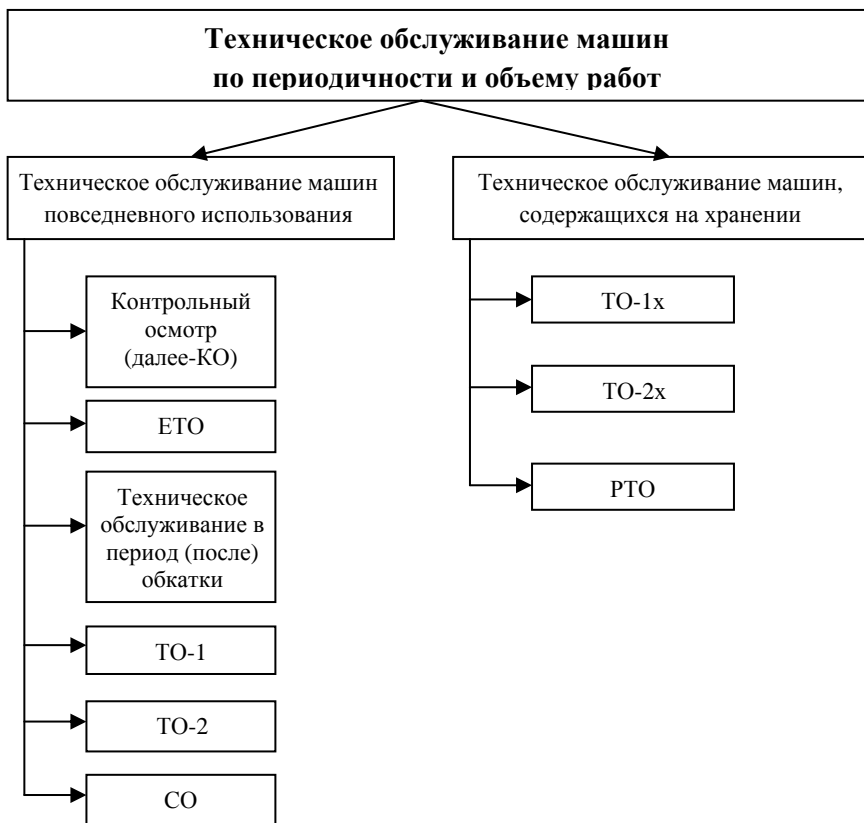 Техническое обслуживание машин
по периодичности и объему работ
Техническое обслуживание машин
повседневного использования
Контрольный
осмотр
(далее-КО)
ЕТО
Техническое
обслуживание в
период (после)
обкатки
ТО-1
ТО-2
СО
Техническое обслуживание машин,
содержащихся на хранении
ТО-1х
ТО-2х
РТО